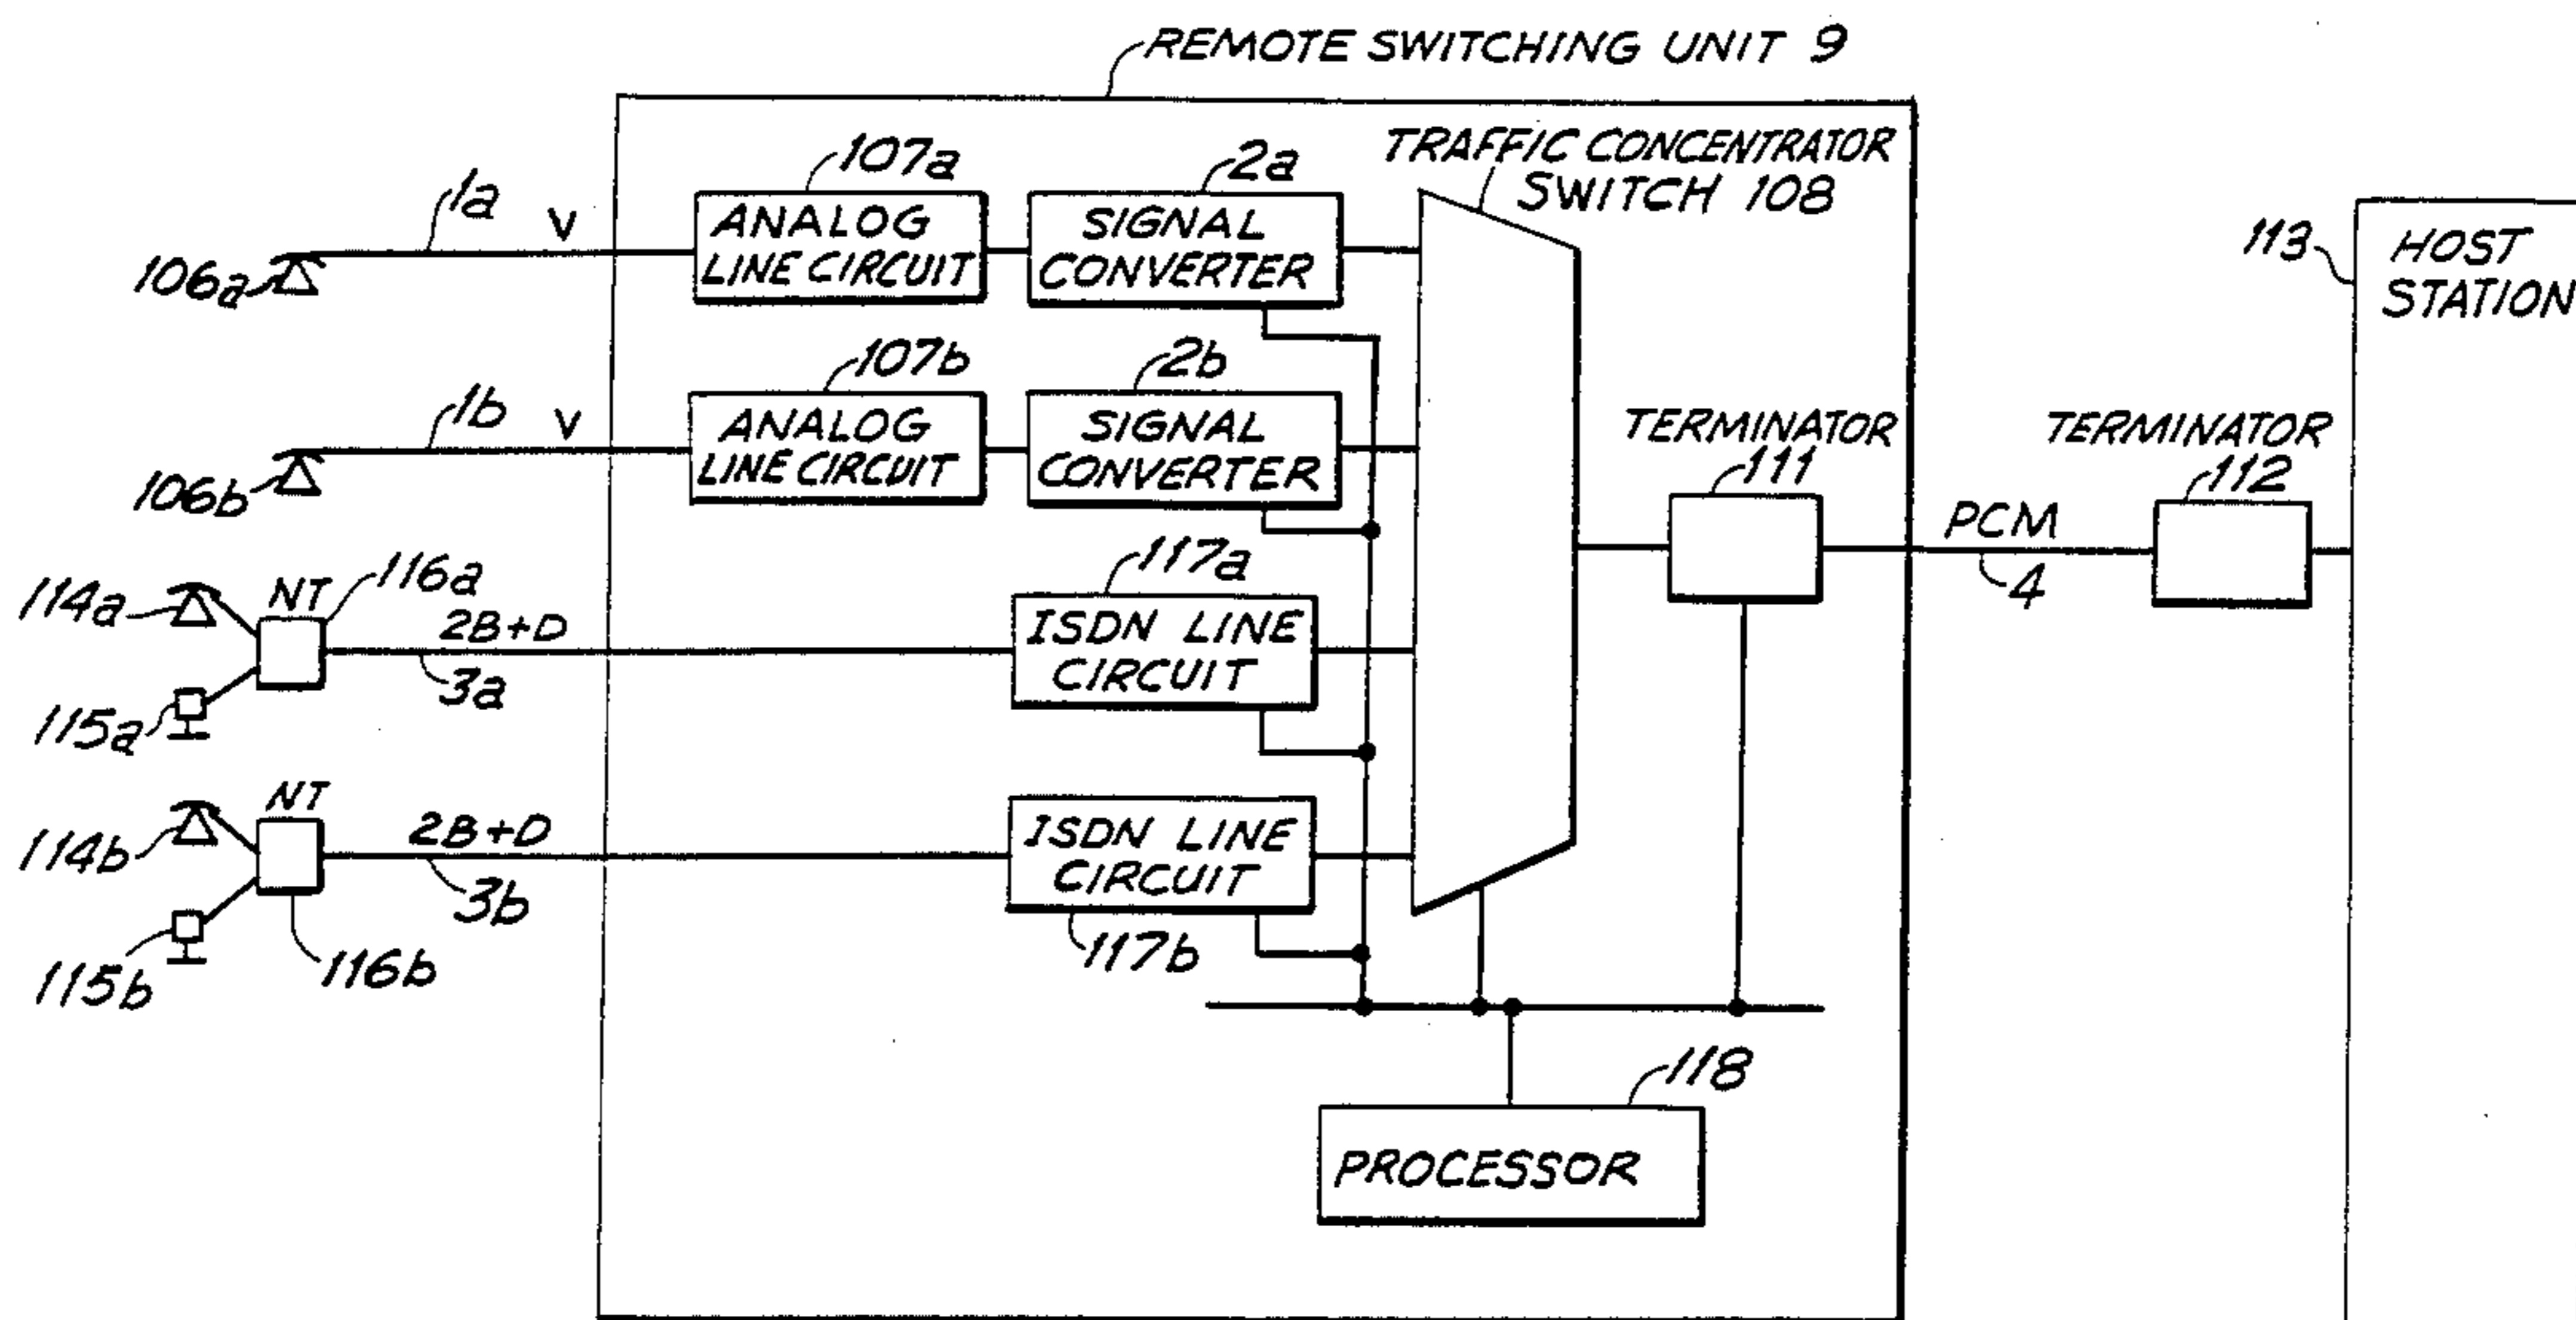 REMOTE SWITCHING UNIT 9
TRAFFIC CONCENTRATOR
SWITCH 108
107a
2a
1a
V
ANALOG
LINE CIRCUIT
SIGNAL
CONVERTER
106a
113
HOST
STATION
107b
2b
1b
V
ANALOG
LINE CIRCUIT
SIGNAL
CONVERTER
106b
TERMINATOR
111
TERMINATOR
112
PCM
4
114a
NT
116a
2B+D
3a
115a
117a
ISDN LINE
CIRCUIT
114b
NT
2B+D
3b
115b
116b
ISDN LINE
CIRCUIT
117b
118
PROCESSOR